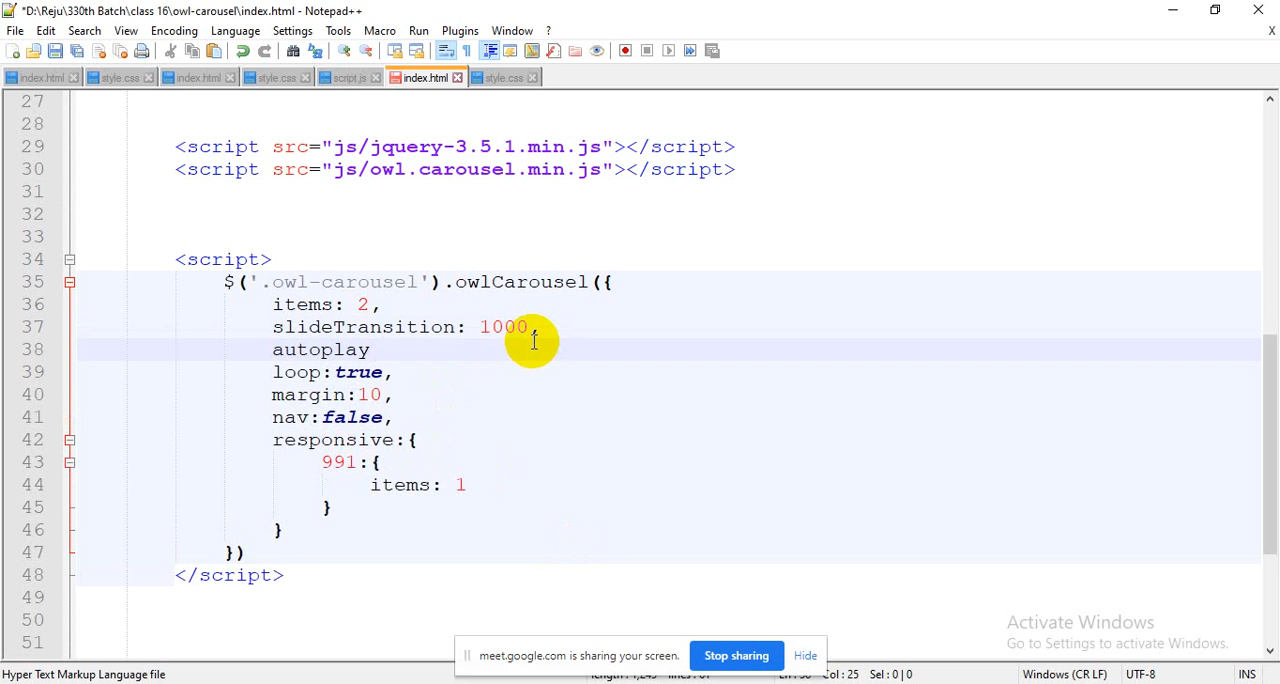 *D:\Reju\330th Batch\class 16\owl-carousel\index.html - Notepad++
File Edit Search View Encoding Language Settings Tools Macro Run Plugins Window ? X
index.html style.css index.html style.css script.js index.html style.css
27
28
29 <script src="js/jquery-3.5.1.min.js"></script>
30 <script src="js/owl.carousel.min.js"></script>
31
32
33
34 <script>
35 $('.owl-carousel').owlCarousel({
36 items: 2,
37 slideTransition: 1000,
38 autoplay
39 loop:true,
40 margin:10,
41 nav:false,
42 responsive:{
43 991:{
44 items: 1
45 }
46 }
47 })
48 </script>
49
50
51
Activate Windows
Go to Settings to activate Windows.
meet.google.com is sharing your screen. Stop sharing Hide
Hyper Text Markup Language file Col : 25 Sel : 0 | 0 Windows (CR LF) UTF-8 INS